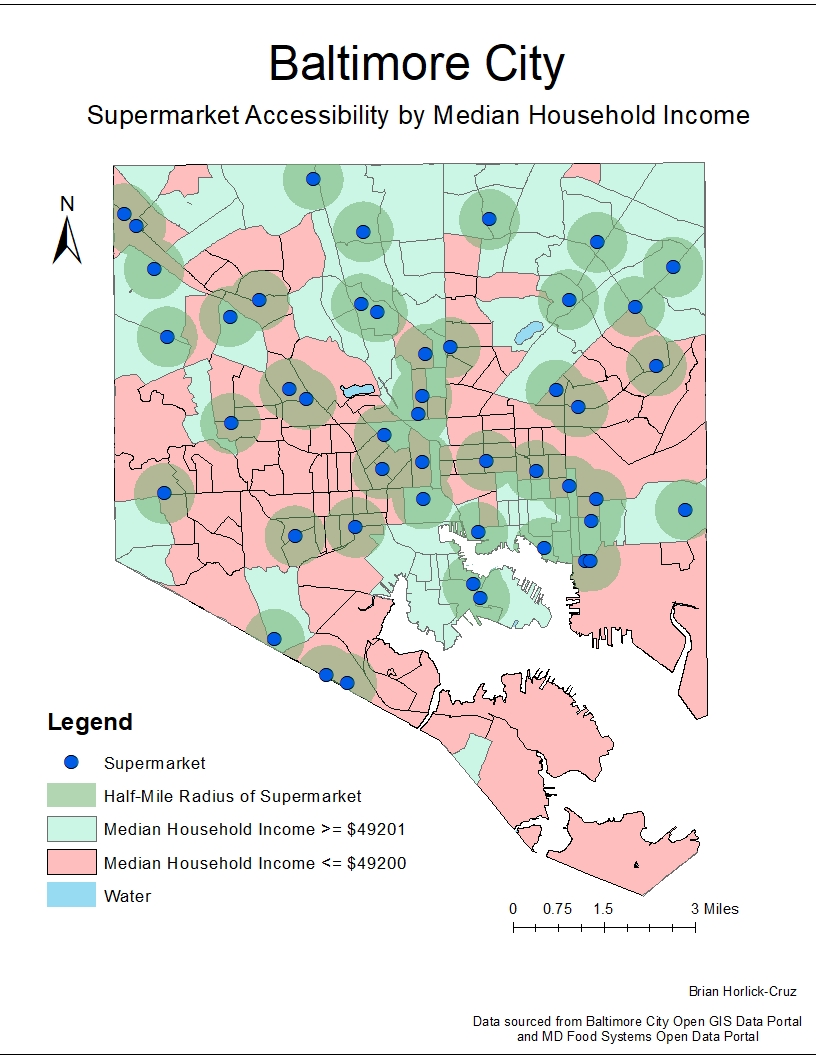 Baltimore City
Supermarket Accessibility by Median Household Income
N
Legend
Supermarket
Half-Mile Radius of Supermarket
Median Household Income >= $49201
Median Household Income <= $49200
Water
0 0.75 1.5 3 Miles
Brian Horlick-Cruz
Data sourced from Baltimore City Open GIS Data Portal
and MD Food Systems Open Data Portal